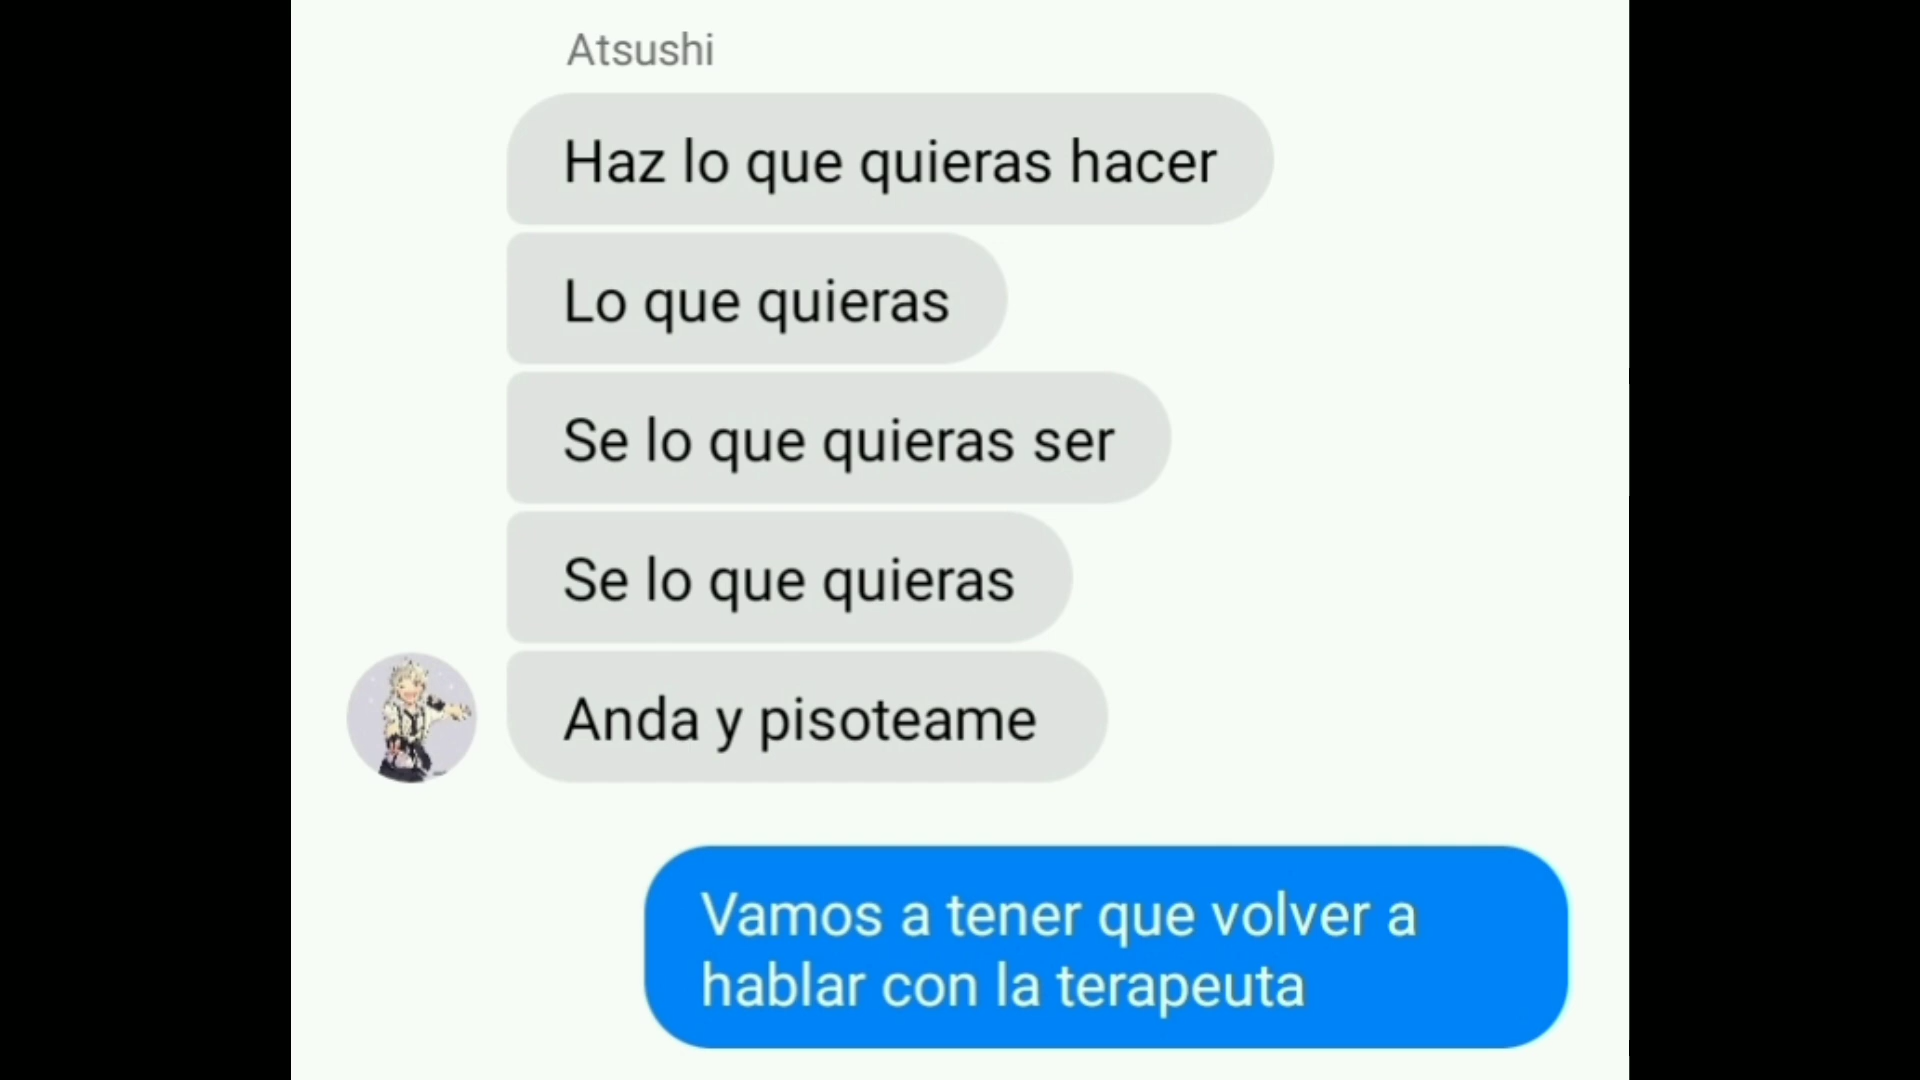 Atsushi
Haz lo que quieras hacer
Lo que quieras
Se lo que quieras ser
Se lo que quieras
Anda y pisoteame
Vamos a tener que volver a
hablar con la terapeuta